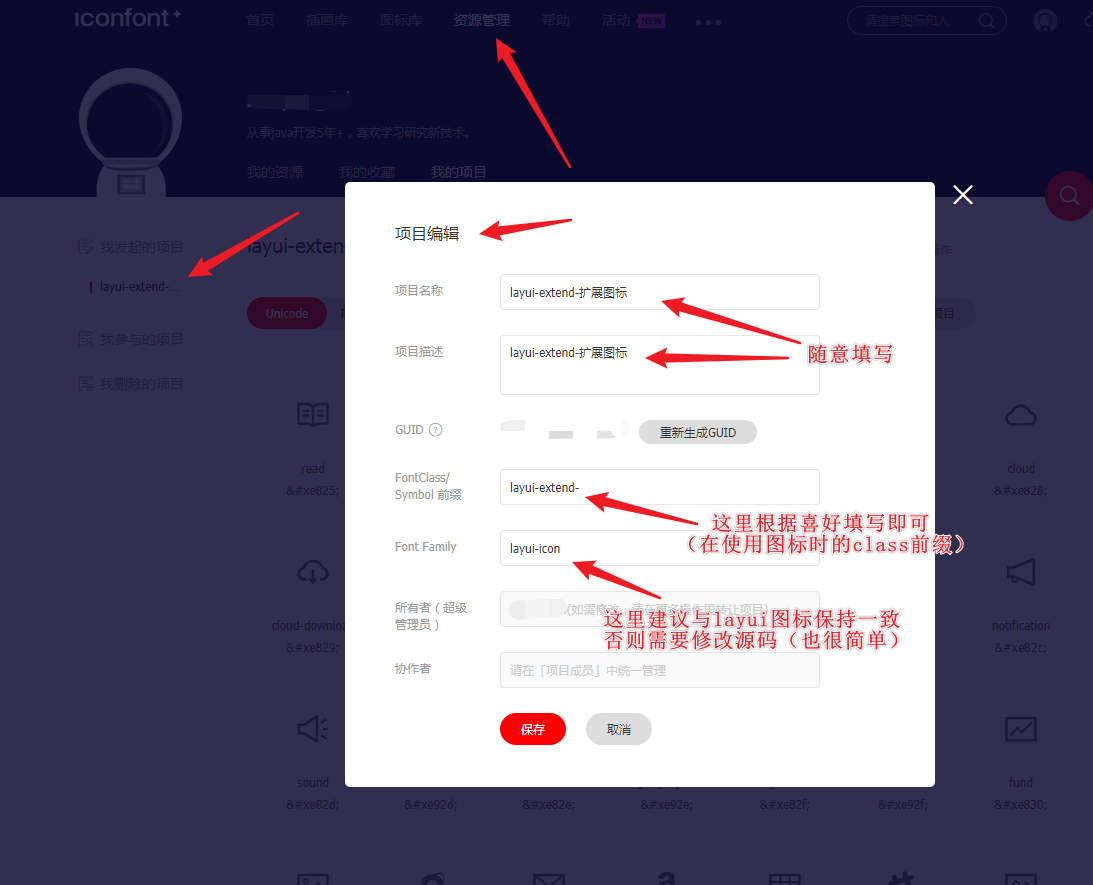 iconfont+
首页 插画库 图标库 资源管理 帮助 活动 NEW
请搜索图标和人
从事java开发5年+，喜欢学习研究新技术。
我的资源 我的收藏 我的项目
我发起的项目
layui-extend-...
我参与的项目
我删除的项目
layui-exten
Unicode
项目编辑
项目名称
layui-extend-扩展图标
项目描述
layui-extend-扩展图标
随意填写
GUID ?
重新生成GUID
FontClass/
Symbol 前缀
layui-extend-
这里根据喜好填写即可
（在使用图标时的class前缀）
Font Family
layui-icon
所有者（超级
管理员）
这里建议与layui图标保持一致
否则需要修改源码（也很简单）
协作者
请在「项目成员」中统一管理
保存
取消
read
&#xe825;
cloud
&#xe828;
cloud-downloa
&#xe829;
notification
&#xe82c;
sound
&#xe82d;
&#xe92d;
&#xe82e;
&#xe92e;
&#xe82f;
&#xe92f;
fund
&#xe830;